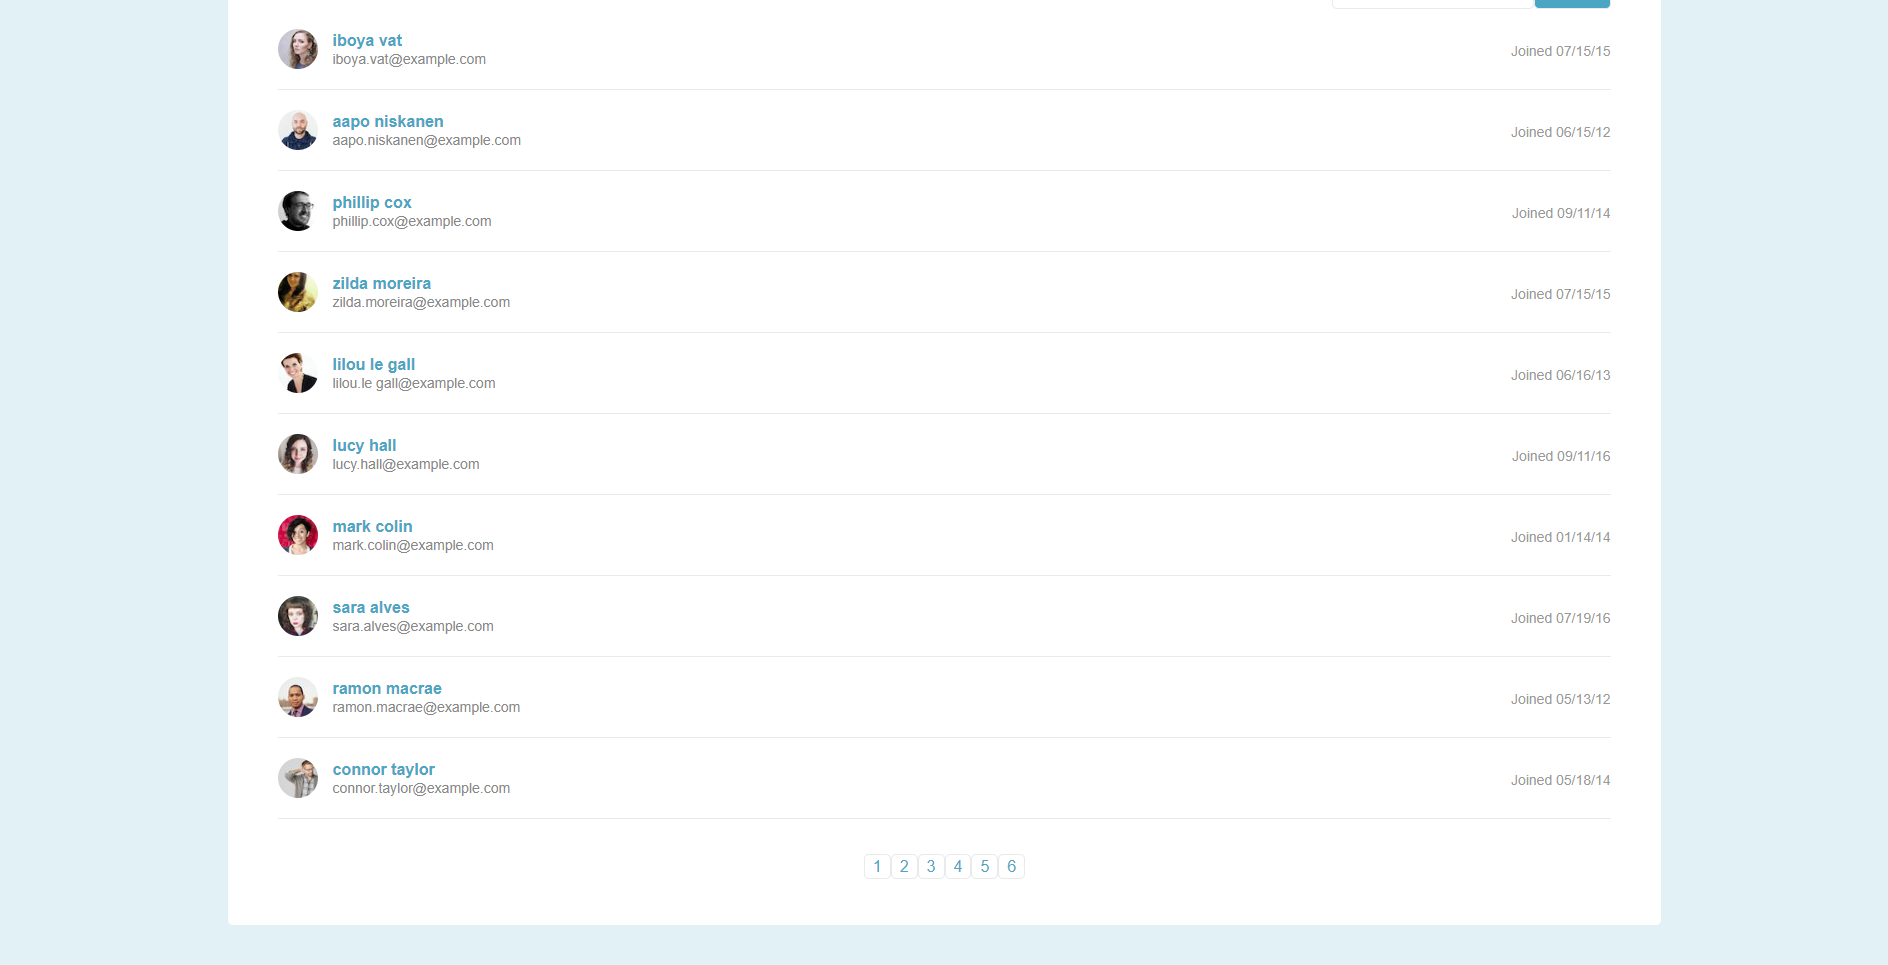 iboya vat
iboya.vat@example.com
Joined 07/15/15
aapo niskanen
aapo.niskanen@example.com
Joined 06/15/12
phillip cox
phillip.cox@example.com
Joined 09/11/14
zilda moreira
zilda.moreira@example.com
Joined 07/15/15
lilou le gall
lilou.le gall@example.com
Joined 06/16/13
lucy hall
lucy.hall@example.com
Joined 09/11/16
mark colin
mark.colin@example.com
Joined 01/14/14
sara alves
sara.alves@example.com
Joined 07/19/16
ramon macrae
ramon.macrae@example.com
Joined 05/13/12
connor taylor
connor.taylor@example.com
Joined 05/18/14
1 2 3 4 5 6